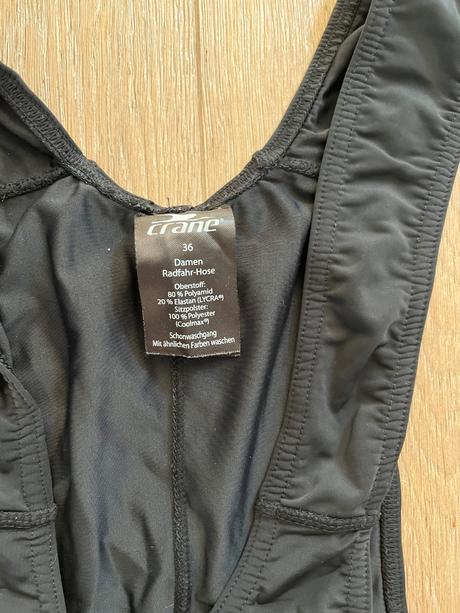 crane®
36
Damen
Radfahr-Hose
Oberstoff:
80 % Polyamid
20 % Elastan (LYCRA®)
Sitzpolster:
100 % Polyester
(Coolmax®)
Schonwaschgang
Mit ähnlichen Farben waschen